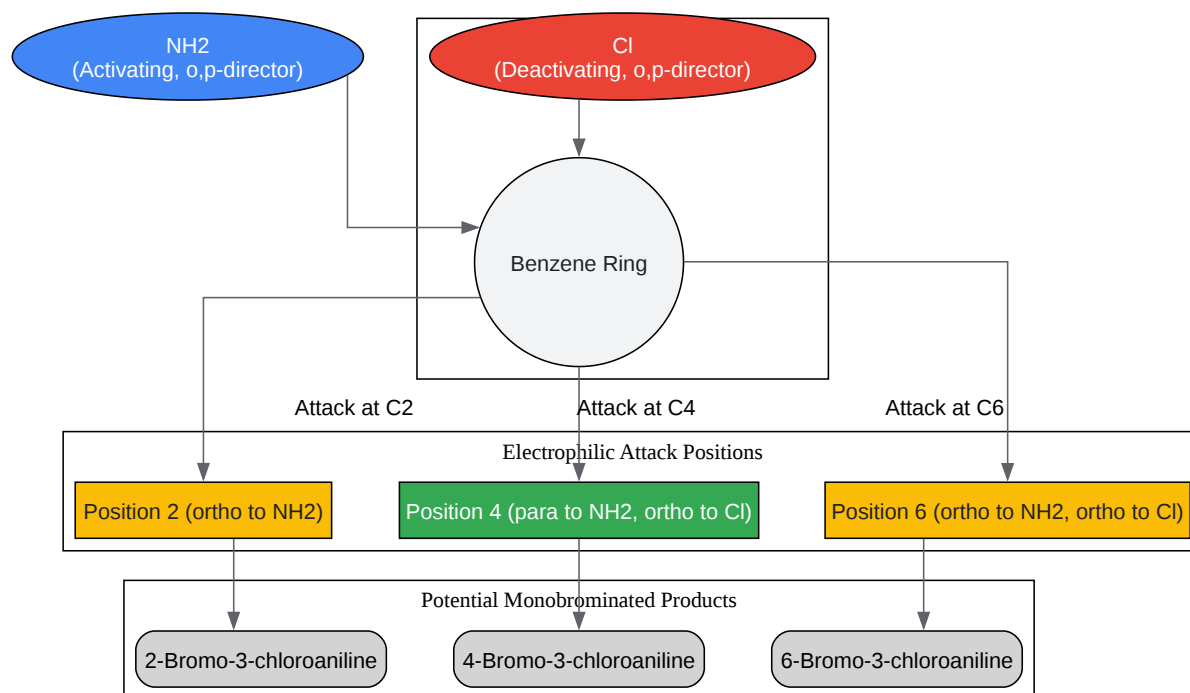 NH2
(Activating, o,p-director)
Cl
(Deactivating, o,p-director)
Benzene Ring
Attack at C2
Attack at C4
Attack at C6
Electrophilic Attack Positions
Position 2 (ortho to NH2)
Position 4 (para to NH2, ortho to Cl)
Position 6 (ortho to NH2, ortho to Cl)
Potential Monobrominated Products
2-Bromo-3-chloroaniline
4-Bromo-3-chloroaniline
6-Bromo-3-chloroaniline